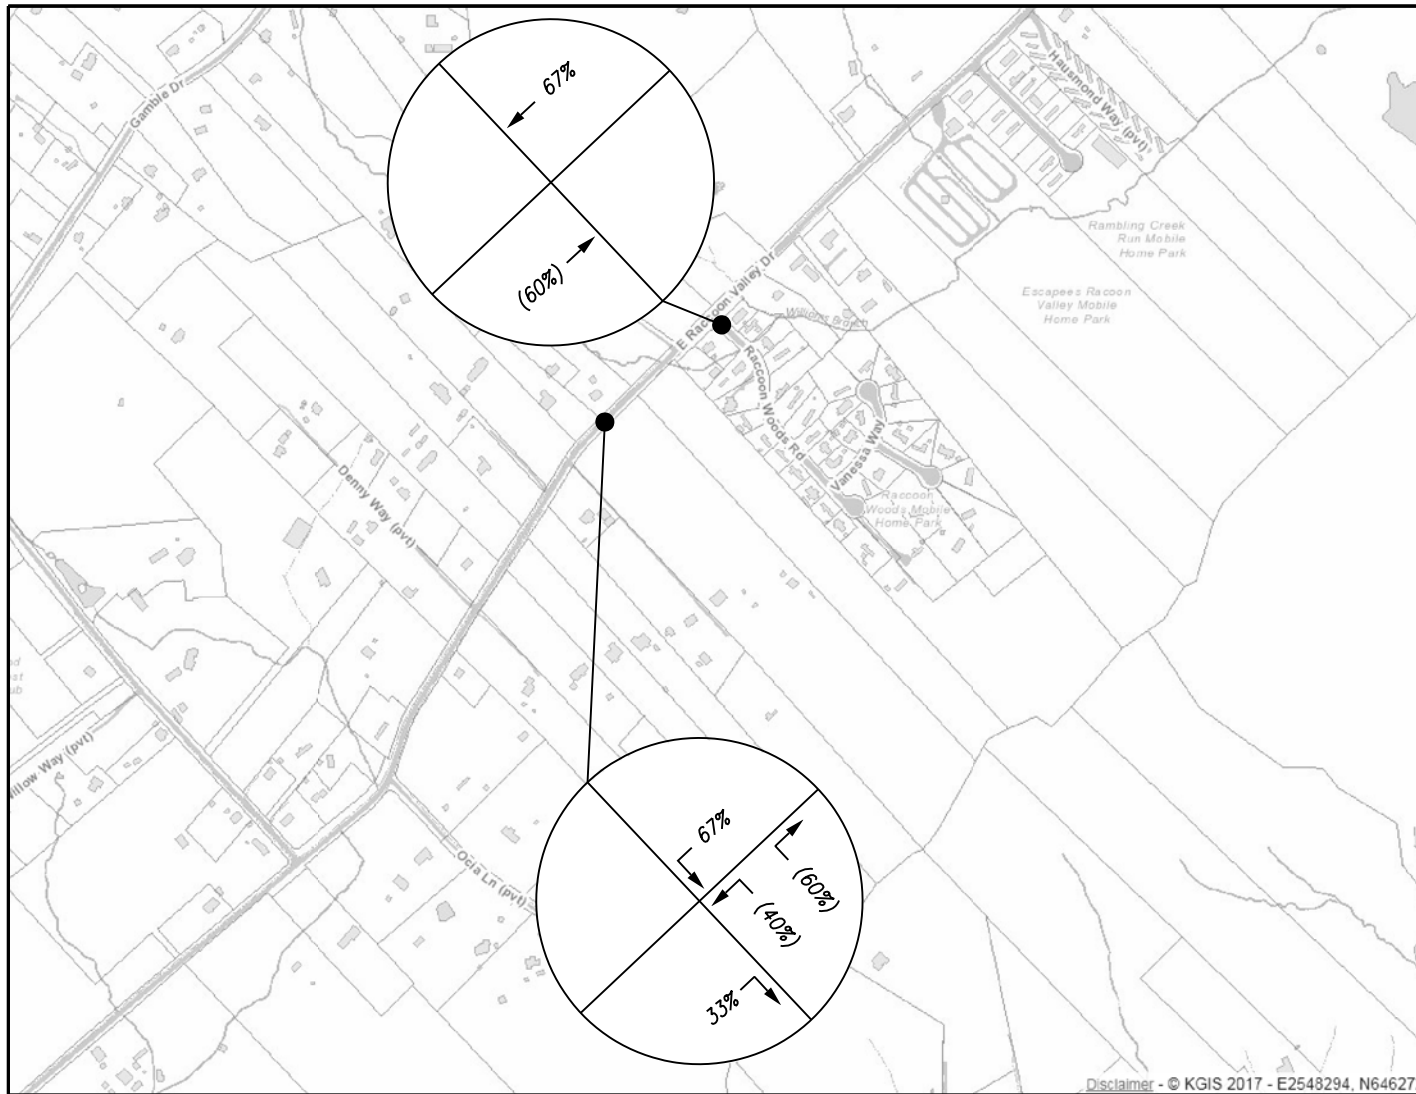 Gamble Dr
67%
(60%)
Hausmond Way (pvt)
Rambling Creek
Run Mobile
Home Park
Escapees Racoon
Valley Mobile
Home Park
E Raccoon Valley Dr
Williams Branch
Raccoon Woods Rd
Vanessa Way
Raccoon
Woods Mobile
Home Park
Denny Way (pvt)
Willow Way (pvt)
Ocia Ln (pvt)
67%
(60%)
(40%)
33%
Disclaimer - © KGIS 2017 - E2548294, N64627